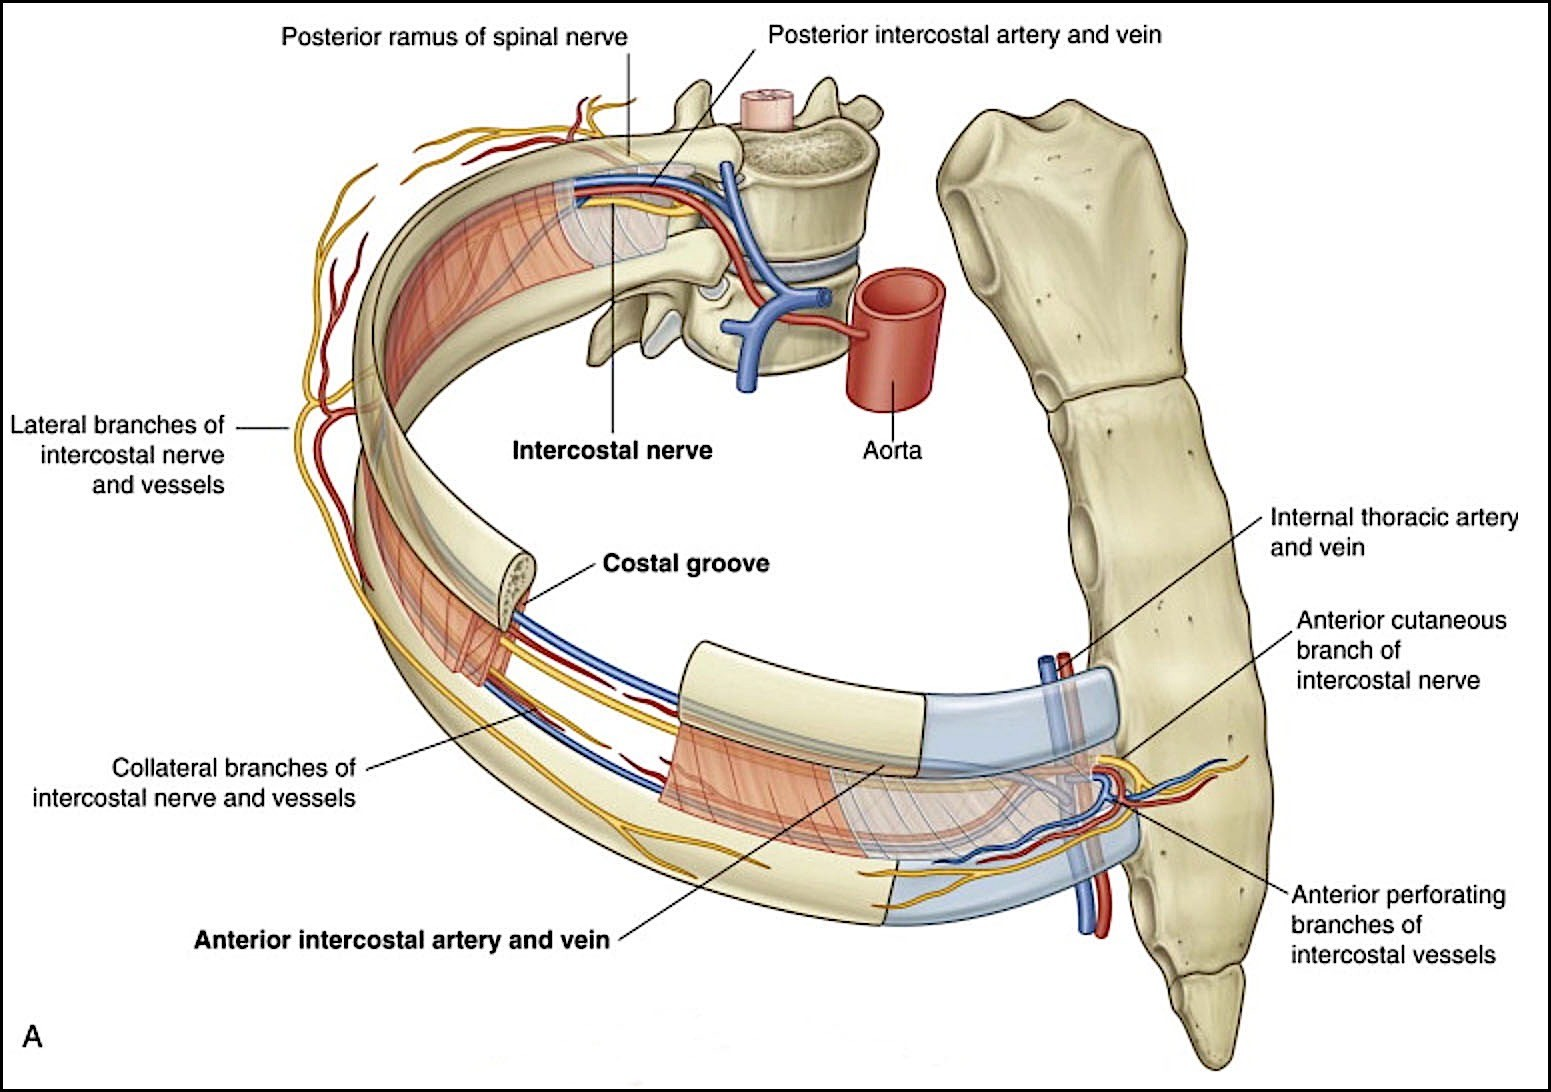 Posterior ramus of spinal nerve
Posterior intercostal artery and vein
Lateral branches of
intercostal nerve
and vessels
Intercostal nerve
Aorta
Internal thoracic artery
and vein
Costal groove
Anterior cutaneous
branch of
intercostal nerve
Collateral branches of
intercostal nerve and vessels
Anterior perforating
branches of
intercostal vessels
Anterior intercostal artery and vein
A